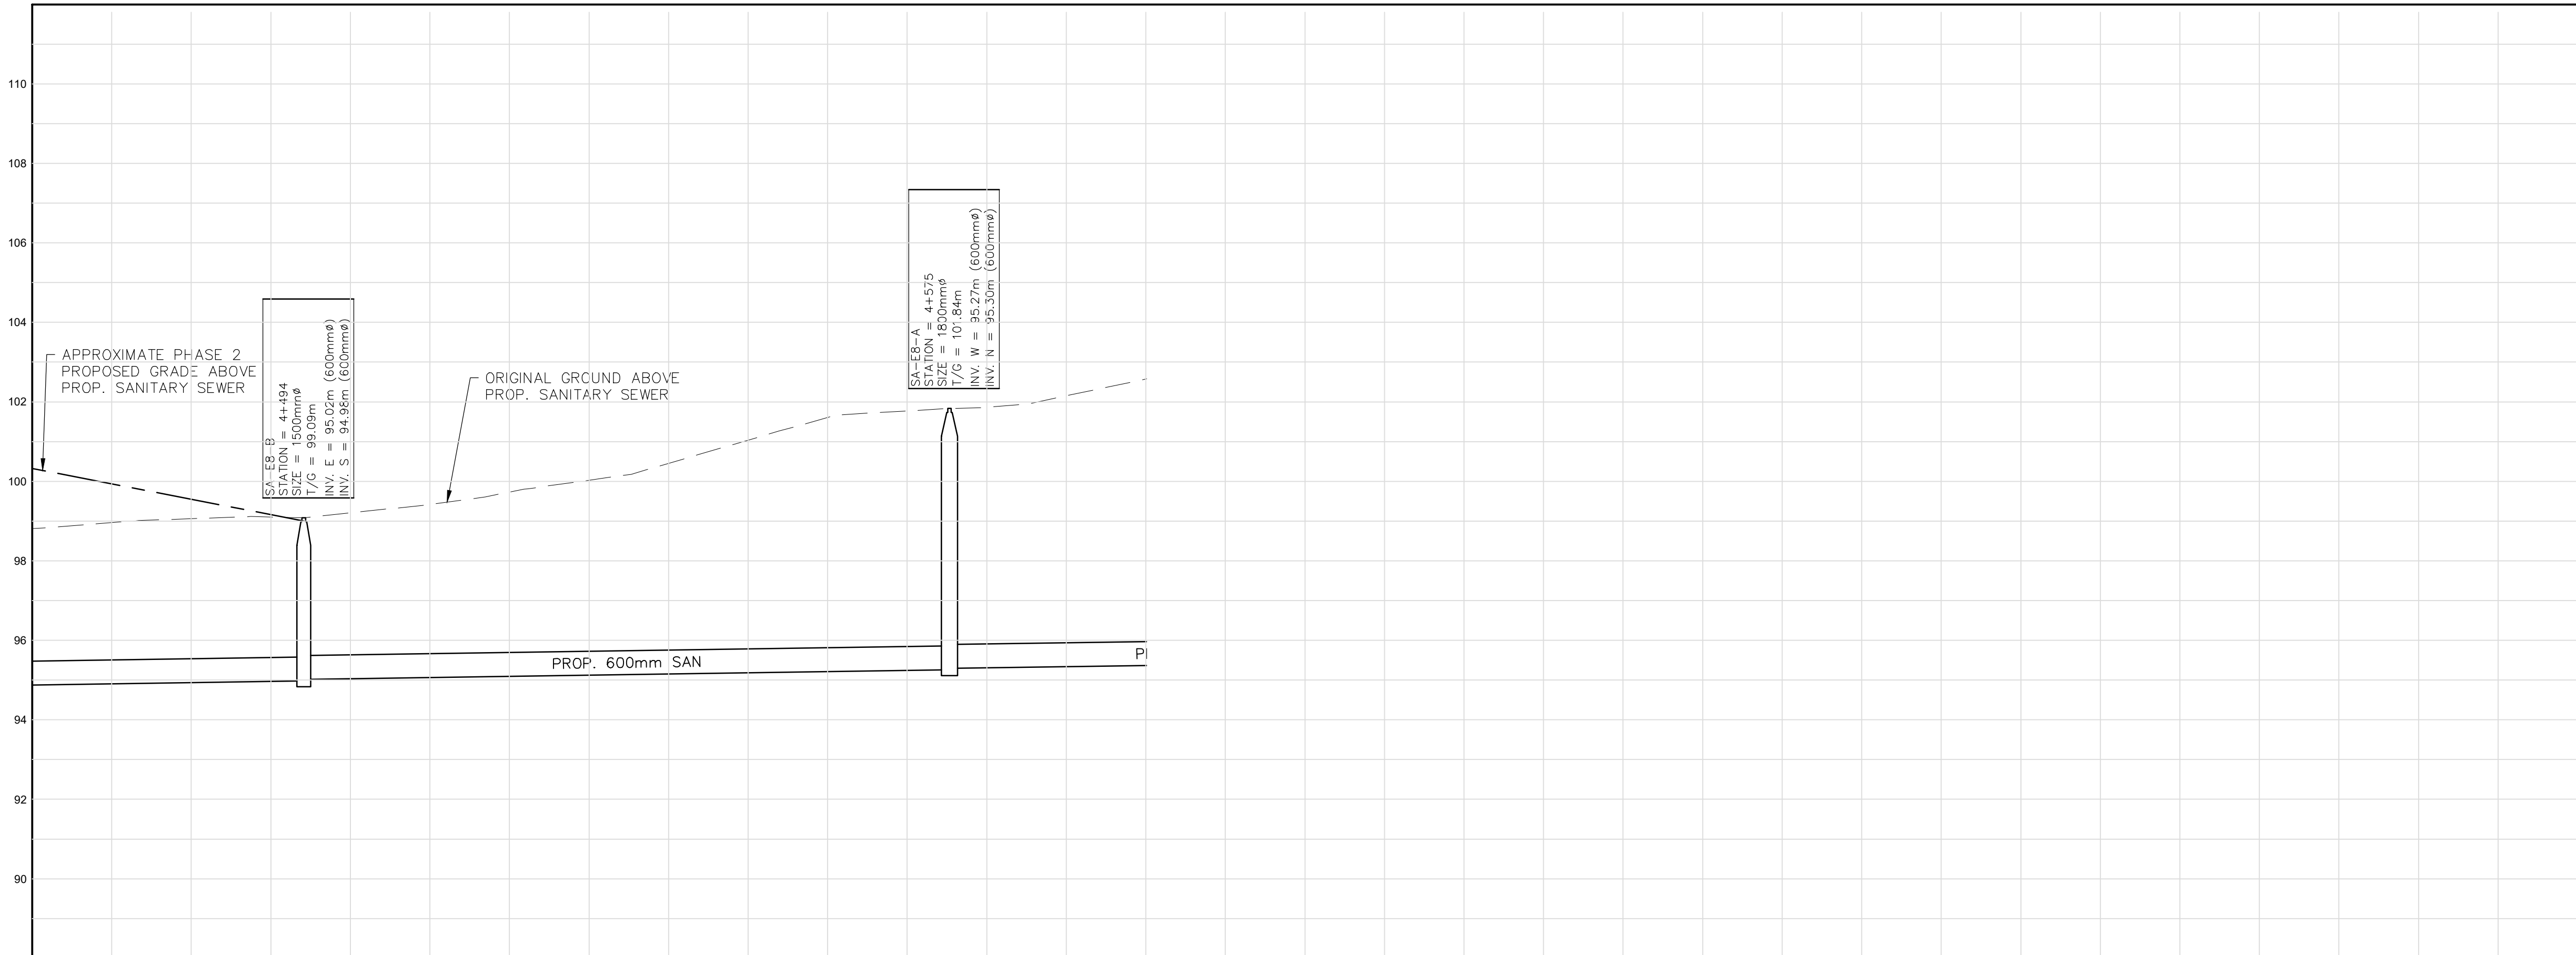 110
108
106
104
102
100
98
96
94
92
90
APPROXIMATE PHASE 2
PROPOSED GRADE ABOVE
PROP. SANITARY SEWER
SA-E8-B
STATION = 4+494
SIZE = 1500mmø
T/G = 99.09m
INV. E = 95.02m (600mmø)
INV. S = 94.98m (600mmø)
ORIGINAL GROUND ABOVE
PROP. SANITARY SEWER
SA-E8-A
STATION = 4+575
SIZE = 1800mmø
T/G = 101.84m
INV. W = 95.27m (600mmø)
INV. N = 95.30m (600mmø)
PROP. 600mm SAN